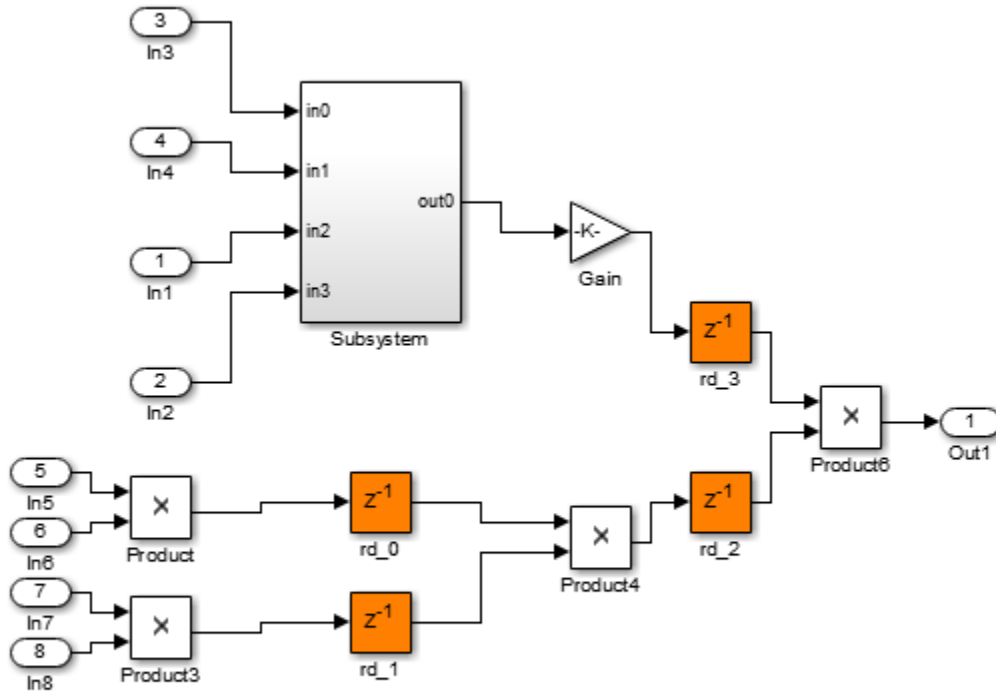 3
In3
in0
4
In4
in1
out0
in2
1
In1
-K-
Gain
in3
Subsystem
z-1
rd_3
2
In2
x
Product6
1
Out1
5
In5
6
In6
x
Product
z-1
rd_0
x
Product4
z-1
rd_2
7
In7
8
In8
x
Product3
z-1
rd_1